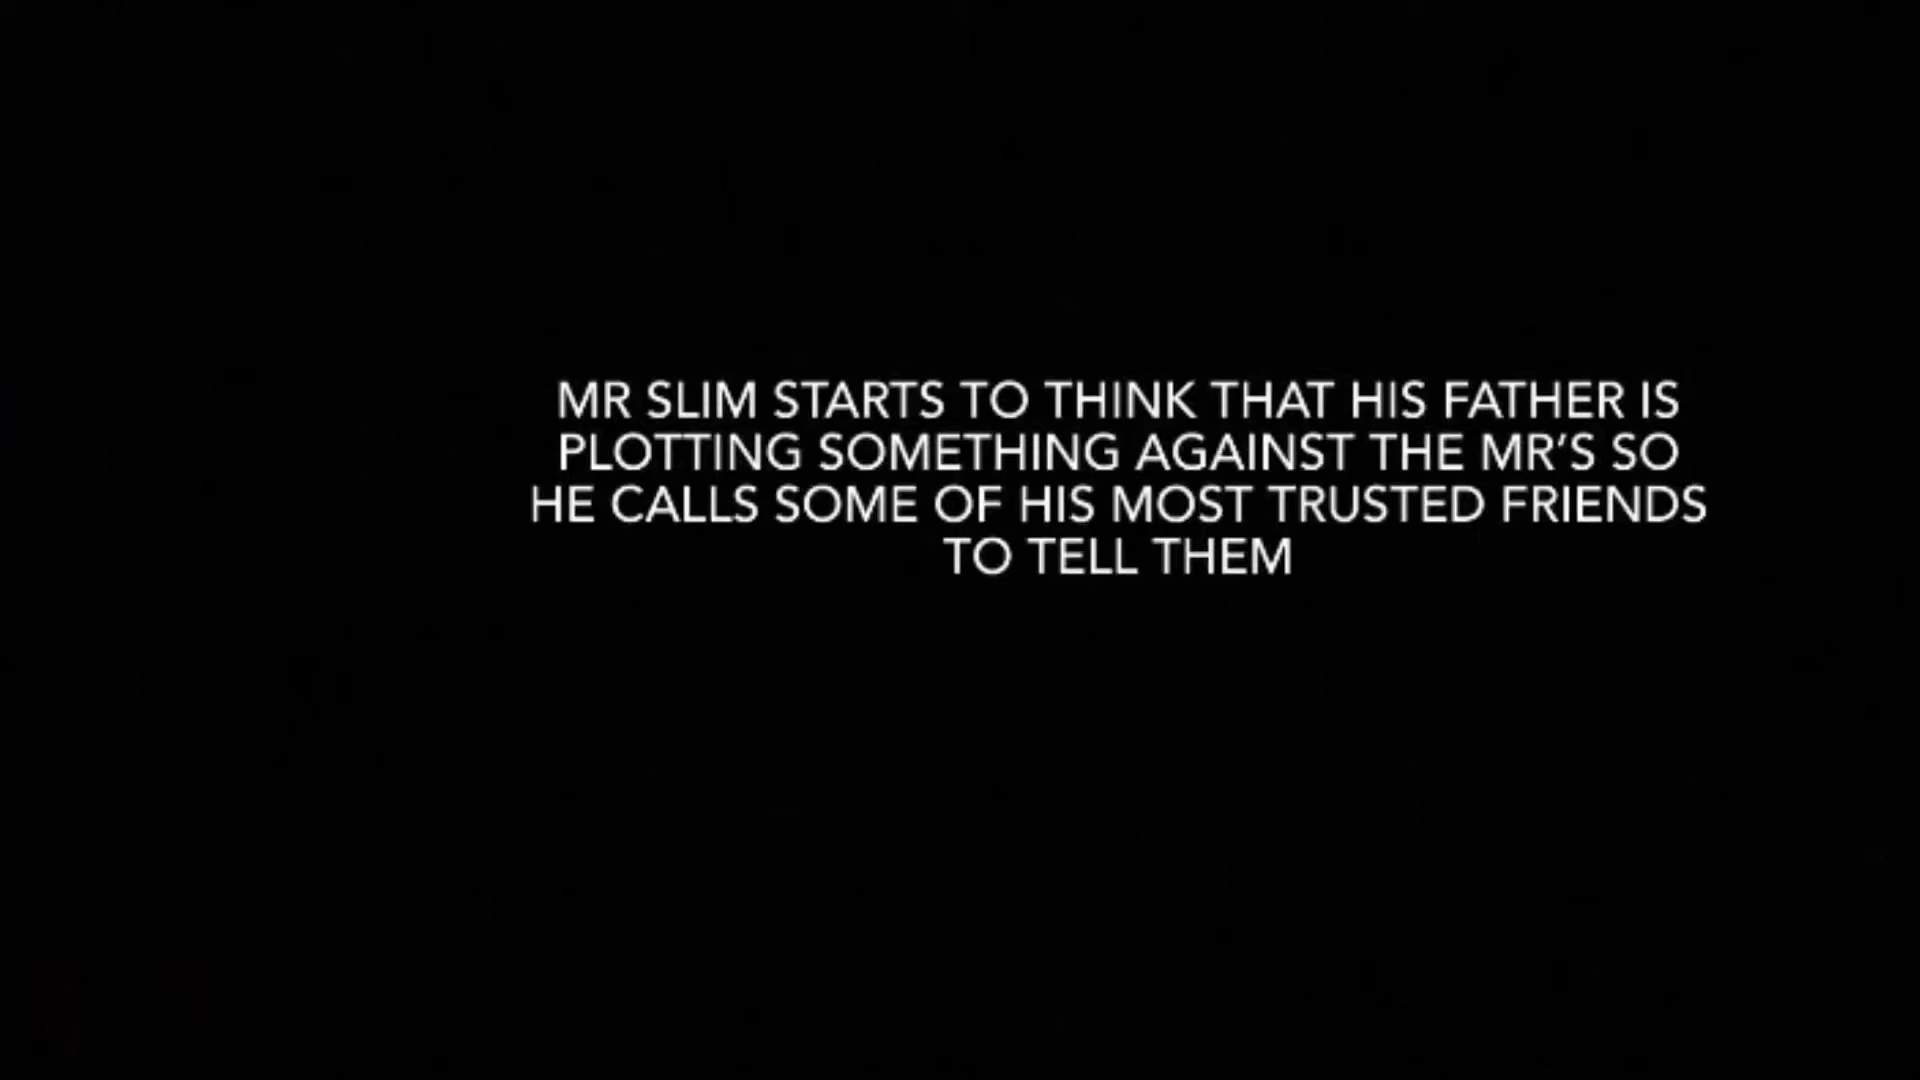 MR SLIM STARTS TO THINK THAT HIS FATHER IS
PLOTTING SOMETHING AGAINST THE MR’S SO
HE CALLS SOME OF HIS MOST TRUSTED FRIENDS
TO TELL THEM